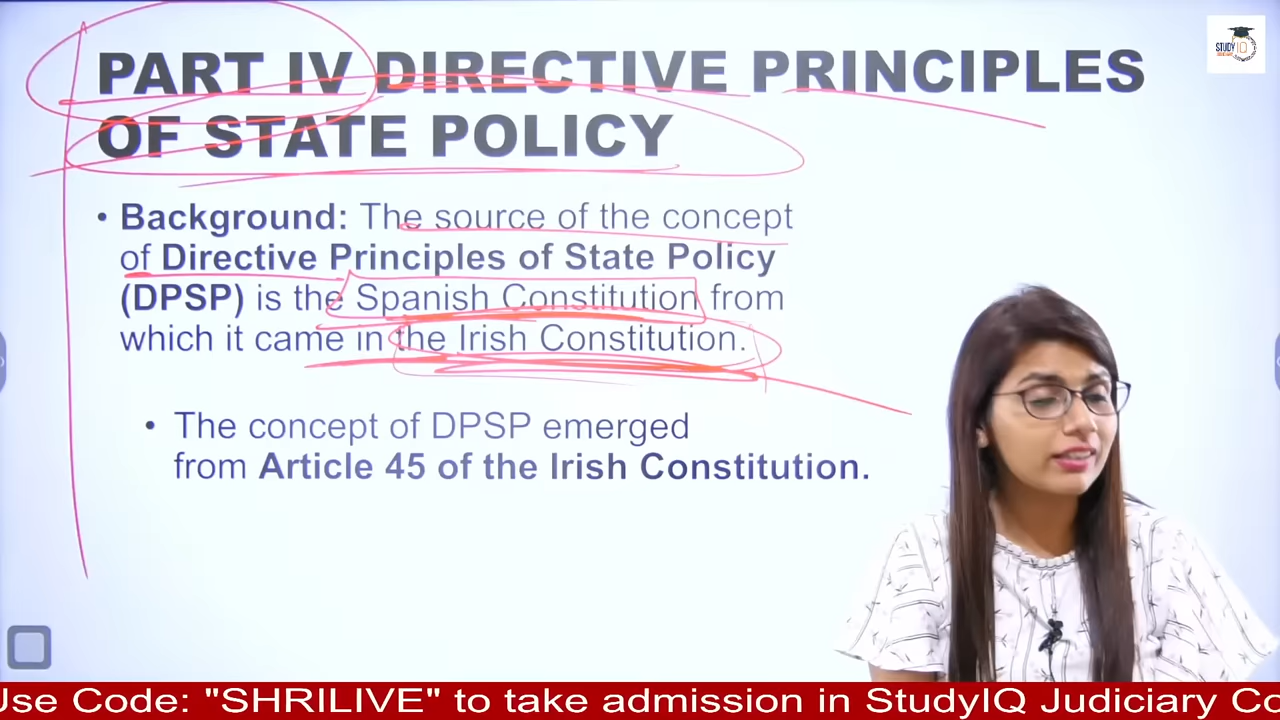 PART IV DIRECTIVE PRINCIPLES
OF STATE POLICY
STUDY IQ
• Background: The source of the concept
of Directive Principles of State Policy
(DPSP) is the Spanish Constitution from
which it came in the Irish Constitution.
• The concept of DPSP emerged
from Article 45 of the Irish Constitution.
Use Code: "SHRILIVE" to take admission in StudyIQ Judiciary Co